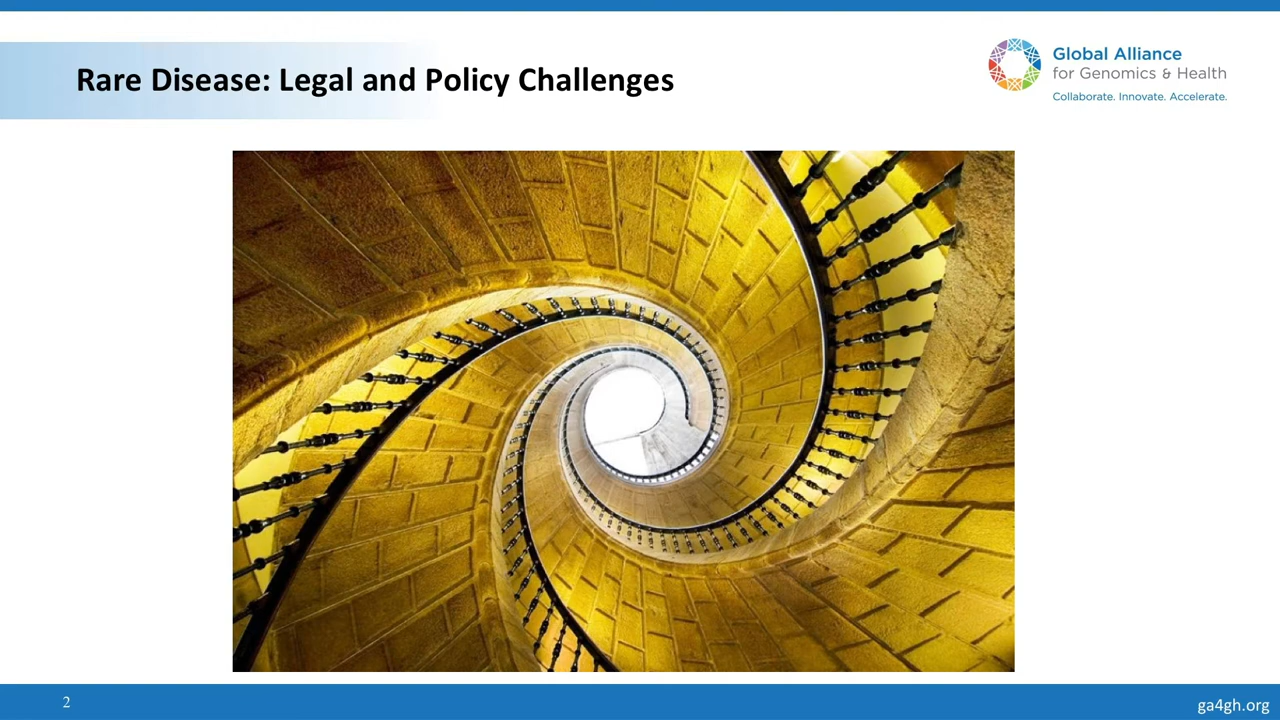 Rare Disease: Legal and Policy Challenges
Global Alliance
for Genomics & Health
Collaborate. Innovate. Accelerate.
2
ga4gh.org